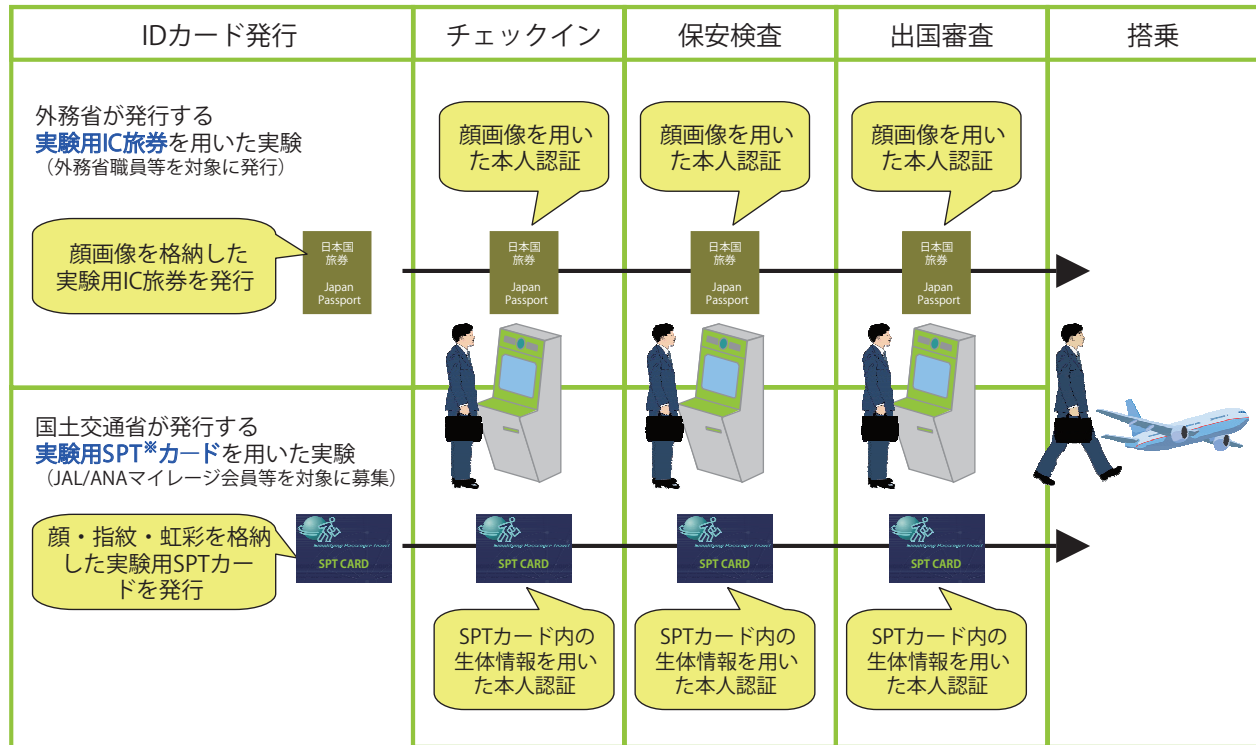 IDカード発行
チェックイン
保安検査
出国審査
搭乗
外務省が発行する
実験用IC旅券を用いた実験
（外務省職員等を対象に発行）
顔画像を格納した
実験用IC旅券を発行
日本国
旅券
Japan
Passport
顔画像を用い
た本人認証
日本国
旅券
Japan
Passport
顔画像を用い
た本人認証
日本国
旅券
Japan
Passport
顔画像を用い
た本人認証
日本国
旅券
Japan
Passport
国土交通省が発行する
実験用SPT※カードを用いた実験
（JAL/ANAマイレージ会員等を対象に募集）
顔・指紋・虹彩を格納
した実験用SPTカー
ドを発行
Simplifying Passenger Travel
SPT CARD
Simplifying Passenger Travel
SPT CARD
SPTカード内の
生体情報を用い
た本人認証
Simplifying Passenger Travel
SPT CARD
SPTカード内の
生体情報を用い
た本人認証
Simplifying Passenger Travel
SPT CARD
SPTカード内の
生体情報を用い
た本人認証